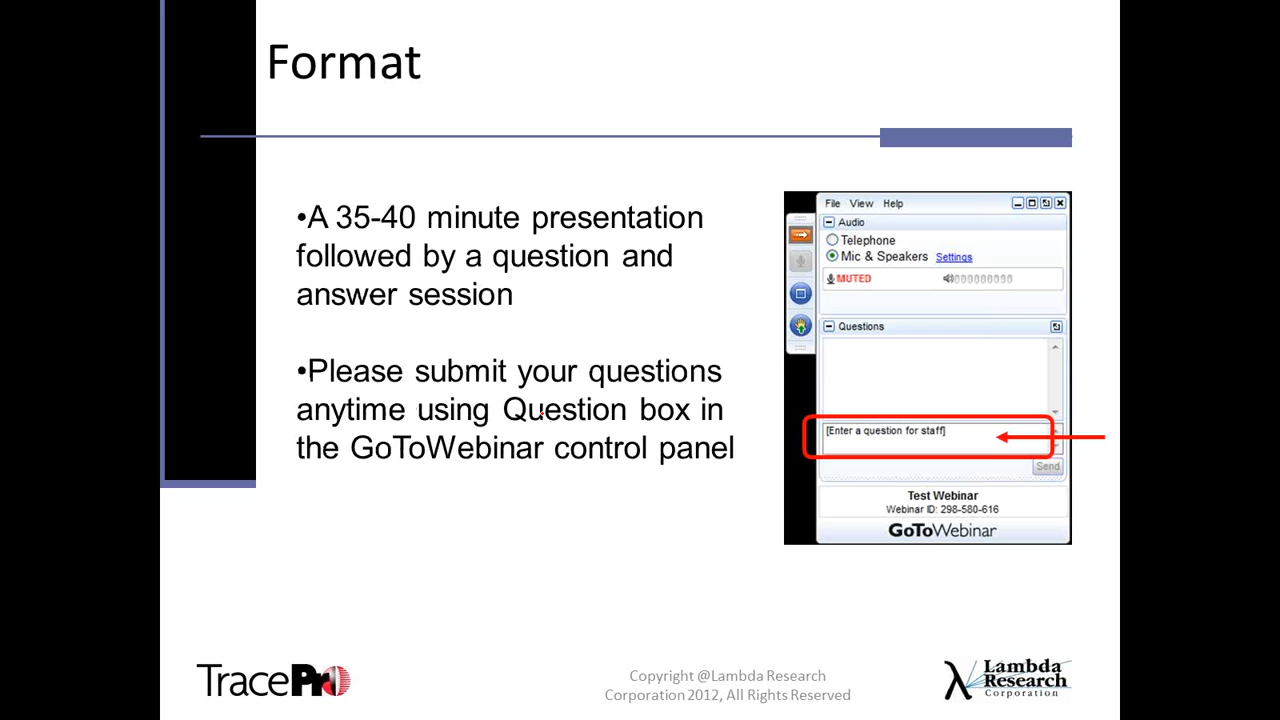 Format
•A 35-40 minute presentation
followed by a question and
answer session
•Please submit your questions
anytime using Question box in
the GoToWebinar control panel
File View Help
Audio
Telephone
Mic & Speakers Settings
MUTED 000000000
Questions
[Enter a question for staff]
Send
Test Webinar
Webinar ID: 298-580-616
GoToWebinar
TracePro
Copyright @Lambda Research
Corporation 2012, All Rights Reserved
λ Lambda
Research
Corporation